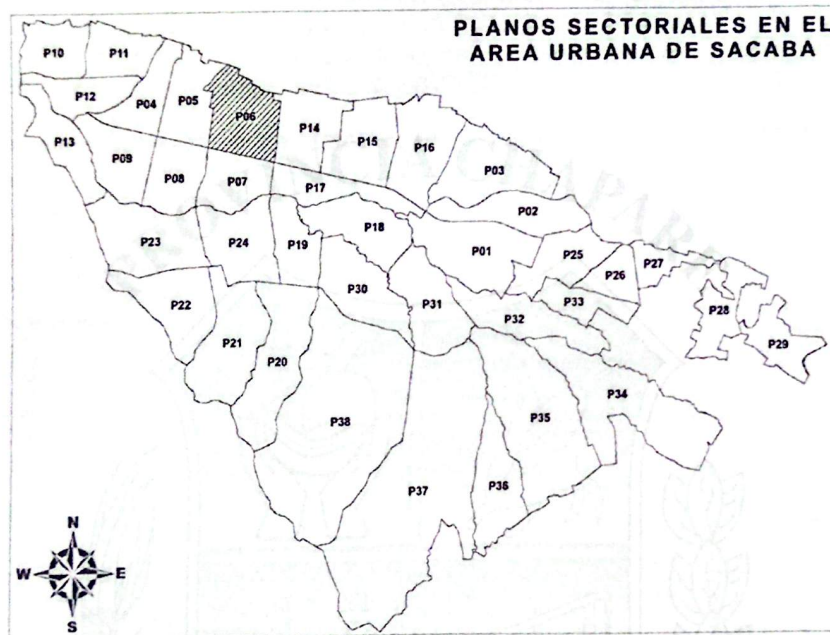 PLANOS SECTORIALES EN EL
AREA URBANA DE SACABA
P10
P11
P12
P04
P05
P06
P14
P15
P16
P03
P13
P09
P08
P07
P17
P02
P23
P24
P19
P18
P01
P25
P26
P27
P22
P30
P31
P33
P32
P28
P29
P21
P20
P34
P38
P35
P37
P36
N
W
E
S
PROVINCIA CHAPARE